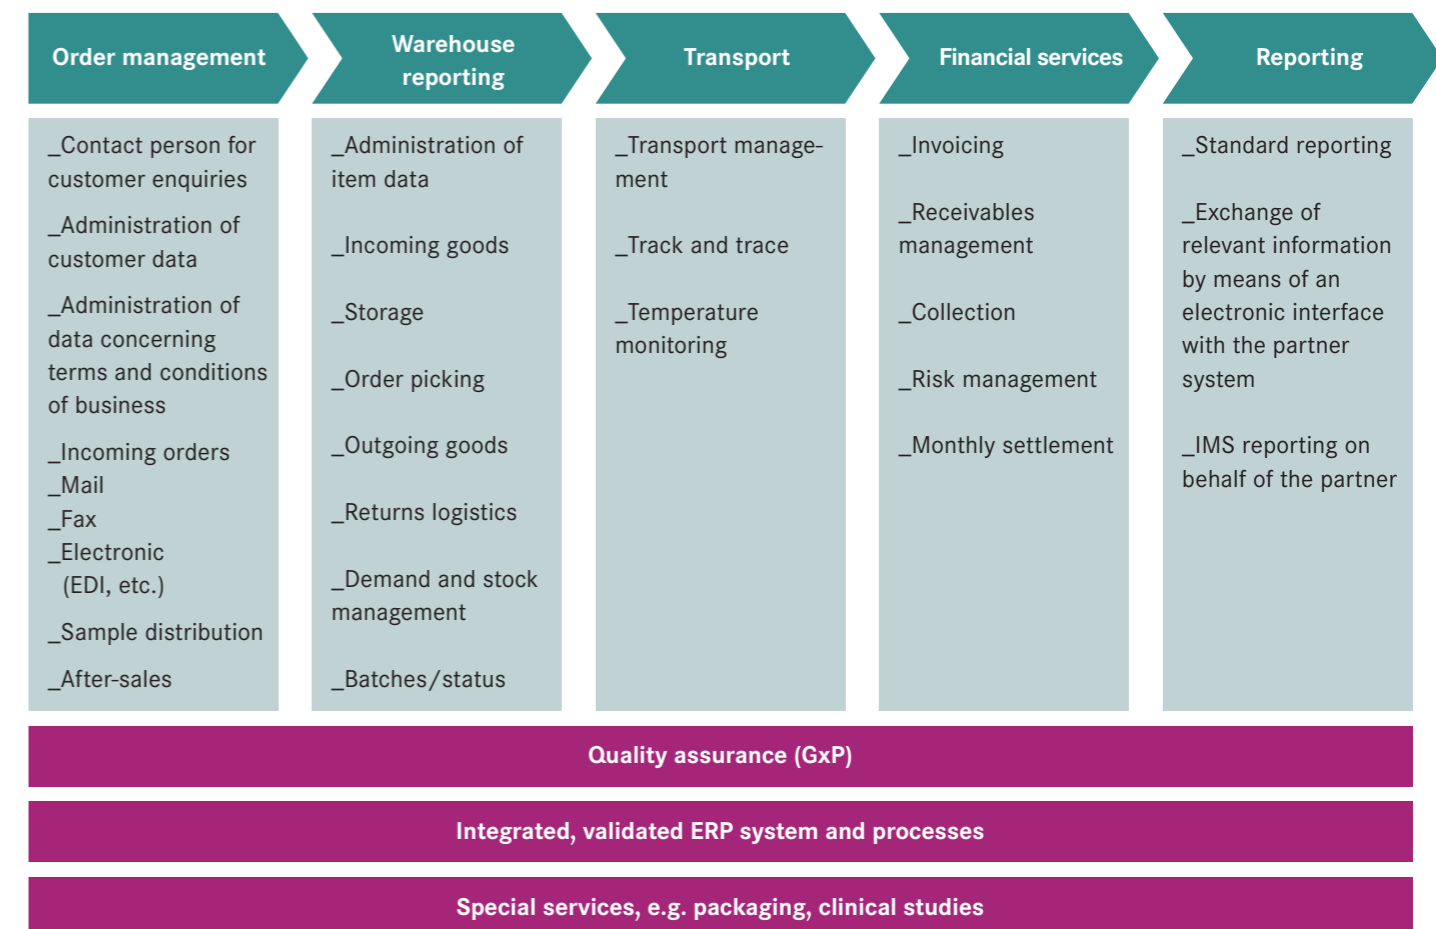 Order management
Warehouse
reporting
Transport
Financial services
Reporting
_Contact person for
customer enquiries
_Administration of
customer data
_Administration of
data concerning
terms and conditions
of business
_Incoming orders
_Mail
_Fax
_Electronic
(EDI, etc.)
_Sample distribution
_After-sales
_Administration of
item data
_Incoming goods
_Storage
_Order picking
_Outgoing goods
_Returns logistics
_Demand and stock
management
_Batches/status
_Transport manage-
ment
_Track and trace
_Temperature
monitoring
_Invoicing
_Receivables
management
_Collection
_Risk management
_Monthly settlement
_Standard reporting
_Exchange of
relevant information
by means of an
electronic interface
with the partner
system
_IMS reporting on
behalf of the partner
Quality assurance (GxP)
Integrated, validated ERP system and processes
Special services, e.g. packaging, clinical studies